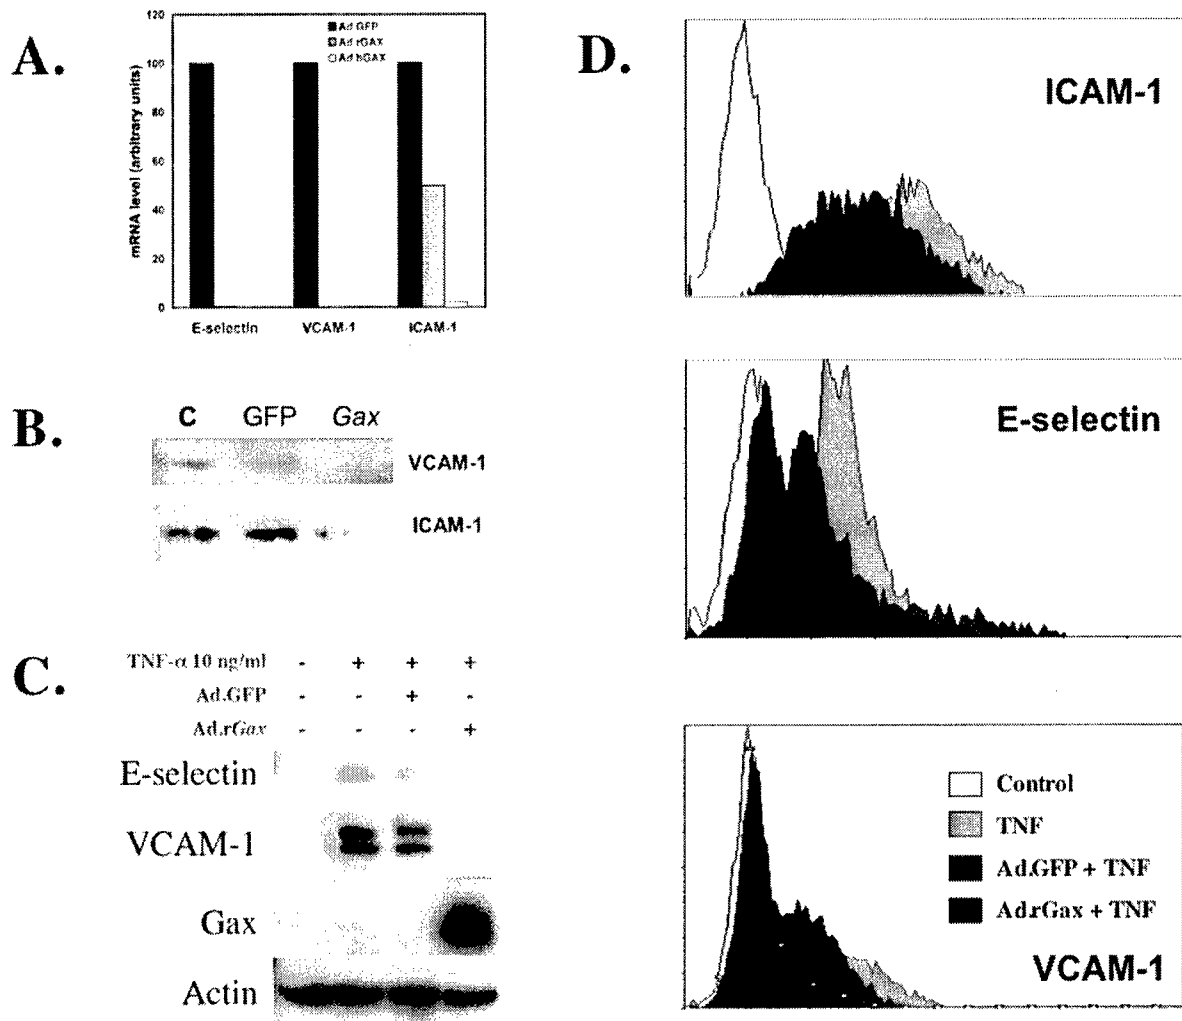 A.
120
100
80
60
40
20
0
mRNA level (arbitrary units)
Ad.GFP
Ad.rGAX
Ad.hGAX
E-selectin VCAM-1 ICAM-1
B.
C GFP Gax
VCAM-1
ICAM-1
C.
TNF-α 10 ng/ml - + + +
Ad.GFP - - + -
Ad.rGax - - - +
E-selectin
VCAM-1
Gax
Actin
D.
ICAM-1
E-selectin
Control
TNF
Ad.GFP + TNF
Ad.rGax + TNF
VCAM-1